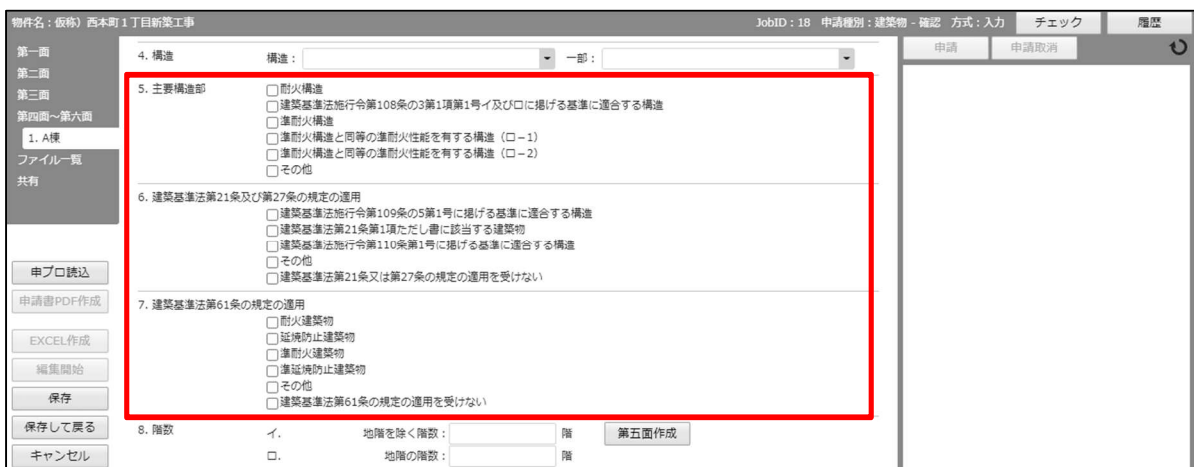 物件名：仮称）西本町１丁目新築工事 JobID：18 申請種別：建築物 - 確認 方式：入力 チェック 履歴
第一面
第二面
第三面
第四面～第六面
1. A棟
ファイル一覧
共有
申プロ読込
申請書PDF作成
EXCEL作成
編集開始
保存
保存して戻る
キャンセル
4. 構造 構造： 一部：
5. 主要構造部 耐火構造
建築基準法施行令第108条の3第1項第1号イ及びロに掲げる基準に適合する構造
準耐火構造
準耐火構造と同等の準耐火性能を有する構造（ロ－1）
準耐火構造と同等の準耐火性能を有する構造（ロ－2）
その他
6. 建築基準法第21条及び第27条の規定の適用
建築基準法施行令第109条の5第1号に掲げる基準に適合する構造
建築基準法第21条第1項ただし書に該当する建築物
建築基準法施行令第110条第1号に掲げる基準に適合する構造
その他
建築基準法第21条又は第27条の規定の適用を受けない
7. 建築基準法第61条の規定の適用
耐火建築物
延焼防止建築物
準耐火建築物
準延焼防止建築物
その他
建築基準法第61条の規定の適用を受けない
8. 階数 イ. 地階を除く階数： 階 第五面作成
ロ. 地階の階数： 階
申請 申請取消